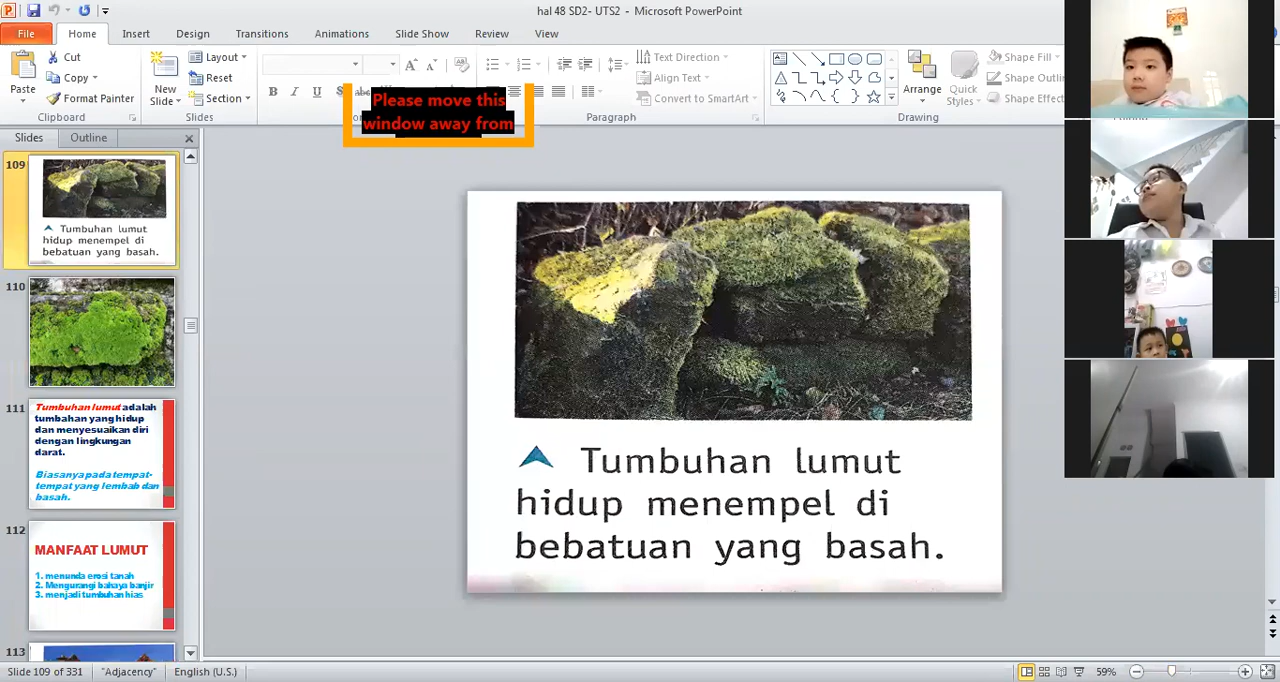 hal 48 SD2- UTS2 - Microsoft PowerPoint
File Home Insert Design Transitions Animations Slide Show Review View
Cut
Copy
Format Painter
Paste
Clipboard
New
Slide
Layout
Reset
Section
Slides
B I U S
Please move this
window away from
Text Direction
Align Text
Convert to SmartArt
Paragraph
Arrange
Quick
Styles
Shape Fill
Shape Outli
Shape Effec
Drawing
Slides Outline
109
Tumbuhan lumut
hidup menempel di
bebatuan yang basah.
110
111
Tumbuhan lumut adalah
tumbahan yang hidup
dan menyesuaikan diri
dengan lingkungan
darat.
Biasanya pada tempat-
tempat yang lembab dan
basah.
112
MANFAAT LUMUT
1. menunda erosi tanah
2. Mengurangi bahaya banjir
3. menjadi tumbuhan hias
113
Tumbuhan lumut
hidup menempel di
bebatuan yang basah.
Slide 109 of 331 "Adjacency" English (U.S.) 59%